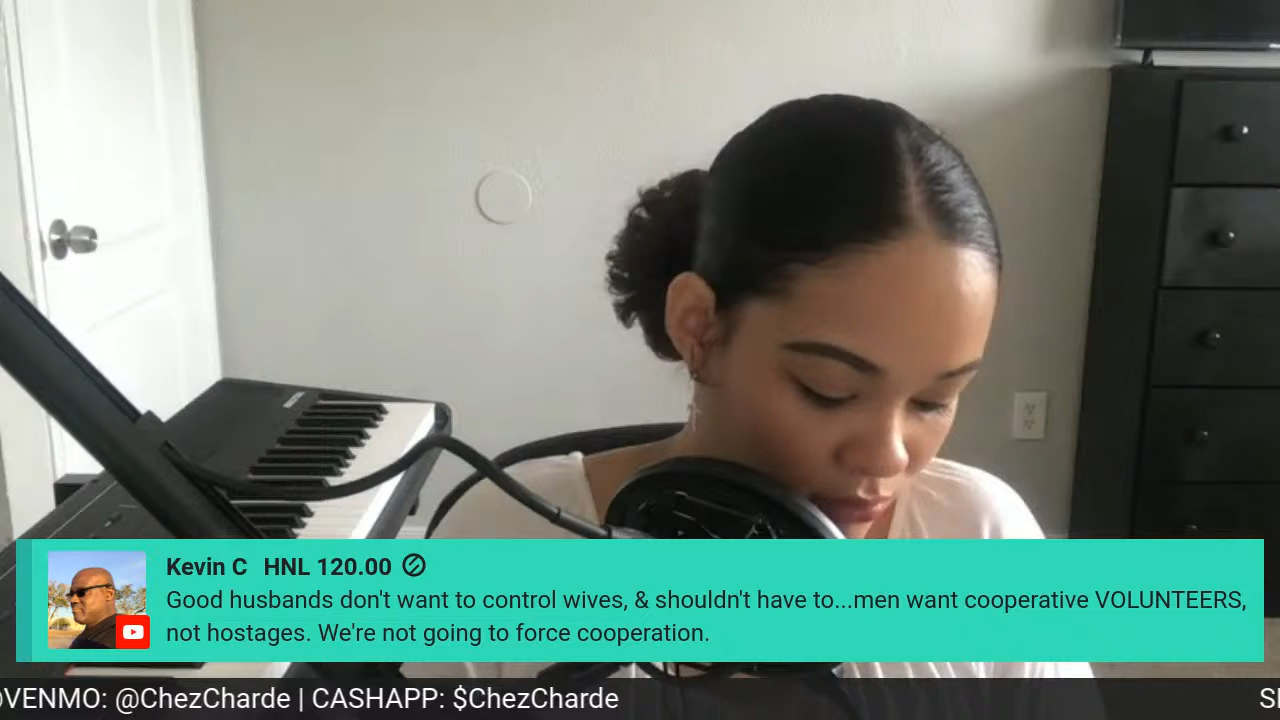 Kevin C HNL 120.00
Good husbands don't want to control wives, & shouldn't have to...men want cooperative VOLUNTEERS,
not hostages. We're not going to force cooperation.
VENMO: @ChezCharde | CASHAPP: $ChezCharde